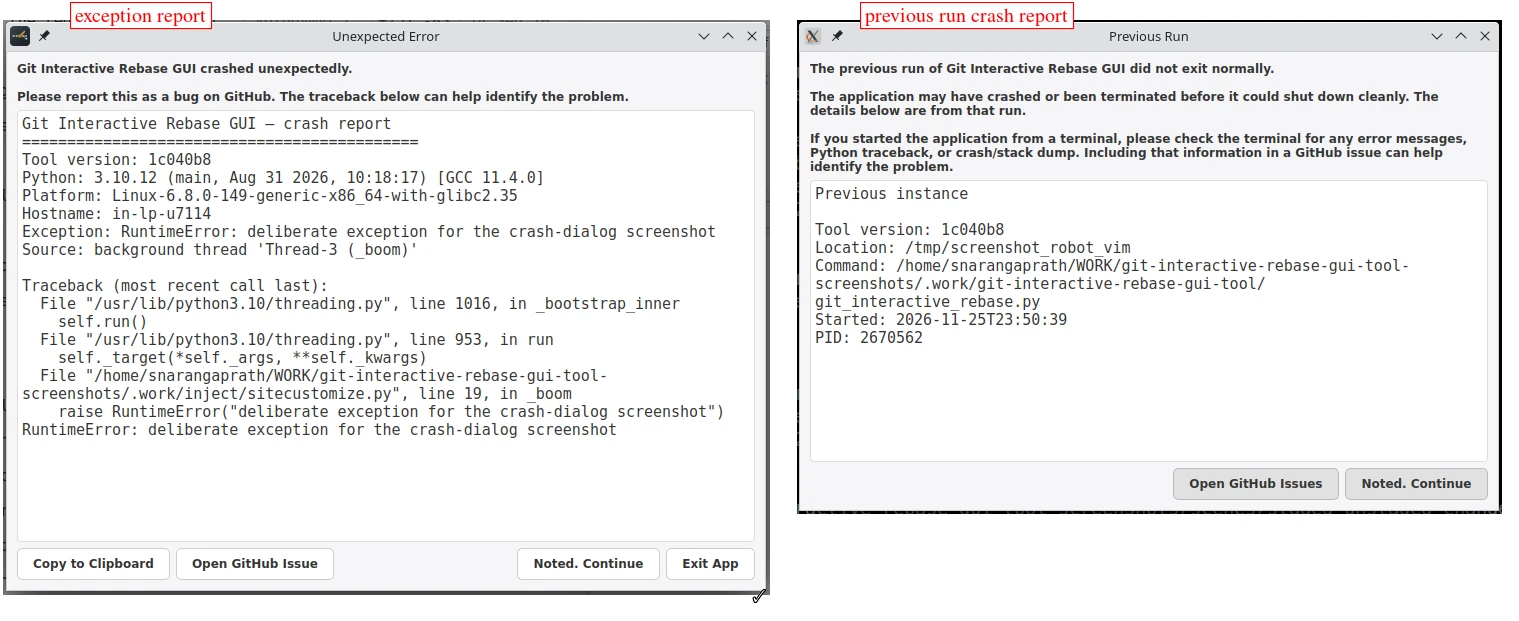 exception report
Unexpected Error
Git Interactive Rebase GUI crashed unexpectedly.
Please report this as a bug on GitHub. The traceback below can help identify the problem.
Git Interactive Rebase GUI — crash report
============================================
Tool version: 1c040b8
Python: 3.10.12 (main, Aug 31 2026, 10:18:17) [GCC 11.4.0]
Platform: Linux-6.8.0-149-generic-x86_64-with-glibc2.35
Hostname: in-lp-u7114
Exception: RuntimeError: deliberate exception for the crash-dialog screenshot
Source: background thread 'Thread-3 (_boom)'
Traceback (most recent call last):
  File "/usr/lib/python3.10/threading.py", line 1016, in _bootstrap_inner
    self.run()
  File "/usr/lib/python3.10/threading.py", line 953, in run
    self._target(*self._args, **self._kwargs)
  File "/home/snarangaprath/WORK/git-interactive-rebase-gui-tool-
screenshots/.work/inject/sitecustomize.py", line 19, in _boom
    raise RuntimeError("deliberate exception for the crash-dialog screenshot")
RuntimeError: deliberate exception for the crash-dialog screenshot
Copy to Clipboard
Open GitHub Issue
Noted. Continue
Exit App
previous run crash report
Previous Run
The previous run of Git Interactive Rebase GUI did not exit normally.
The application may have crashed or been terminated before it could shut down cleanly. The
details below are from that run.
If you started the application from a terminal, please check the terminal for any error messages,
Python traceback, or crash/stack dump. Including that information in a GitHub issue can help
identify the problem.
Previous instance
Tool version: 1c040b8
Location: /tmp/screenshot_robot_vim
Command: /home/snarangaprath/WORK/git-interactive-rebase-gui-tool-
screenshots/.work/git-interactive-rebase-gui-tool/
git_interactive_rebase.py
Started: 2026-11-25T23:50:39
PID: 2670562
Open GitHub Issues
Noted. Continue